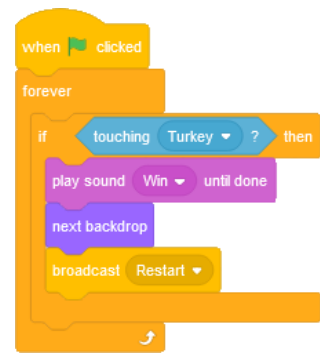 when clicked
forever
if touching Turkey ? then
play sound Win until done
next backdrop
broadcast Restart